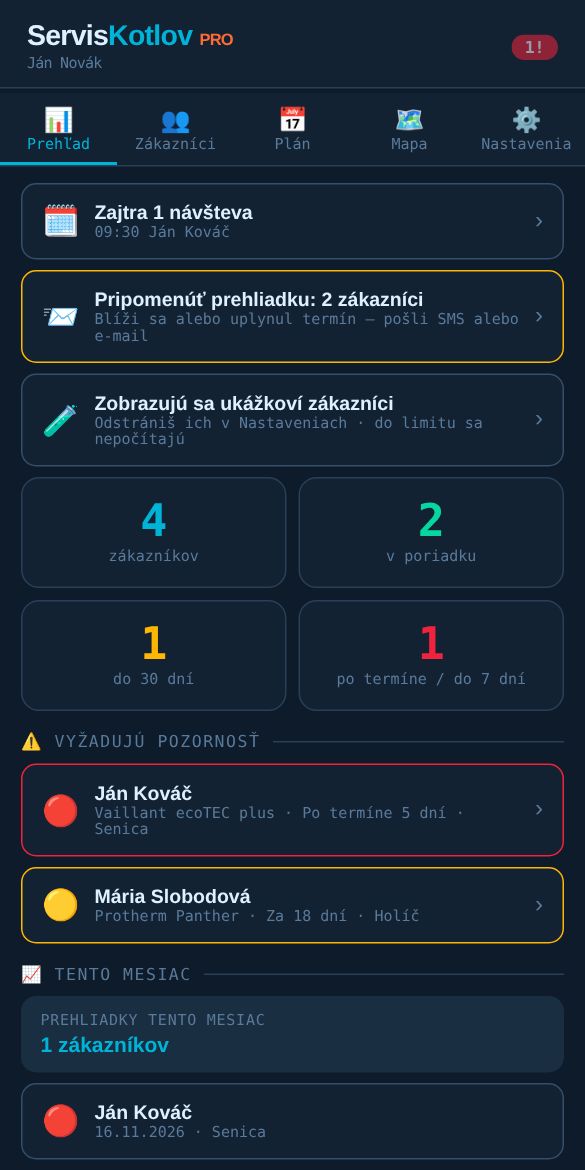 ServisKotlov PRO
Ján Novák
1!
Prehľad
Zákazníci
Plán
Mapa
Nastavenia
Zajtra 1 návšteva
09:30 Ján Kováč
Pripomenúť prehliadku: 2 zákazníci
Blíži sa alebo uplynul termín — pošli SMS alebo
e-mail
Zobrazujú sa ukážkoví zákazníci
Odstrániš ich v Nastaveniach · do limitu sa
nepočítajú
4
zákazníkov
2
v poriadku
1
do 30 dní
1
po termíne / do 7 dní
VYŽADUJÚ POZORNOSŤ
Ján Kováč
Vaillant ecoTEC plus · Po termíne 5 dní ·
Senica
Mária Slobodová
Protherm Panther · Za 18 dní · Holíč
TENTO MESIAC
PREHLIADKY TENTO MESIAC
1 zákazníkov
Ján Kováč
16.11.2026 · Senica